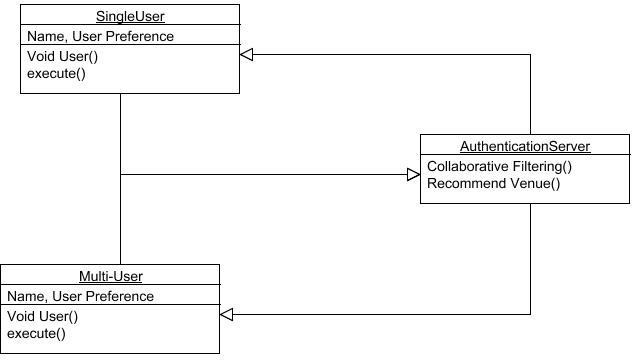 SingleUser
Name, User Preference
Void User()
execute()
AuthenticationServer
Collaborative Filtering()
Recommend Venue()
Multi-User
Name, User Preference
Void User()
execute()